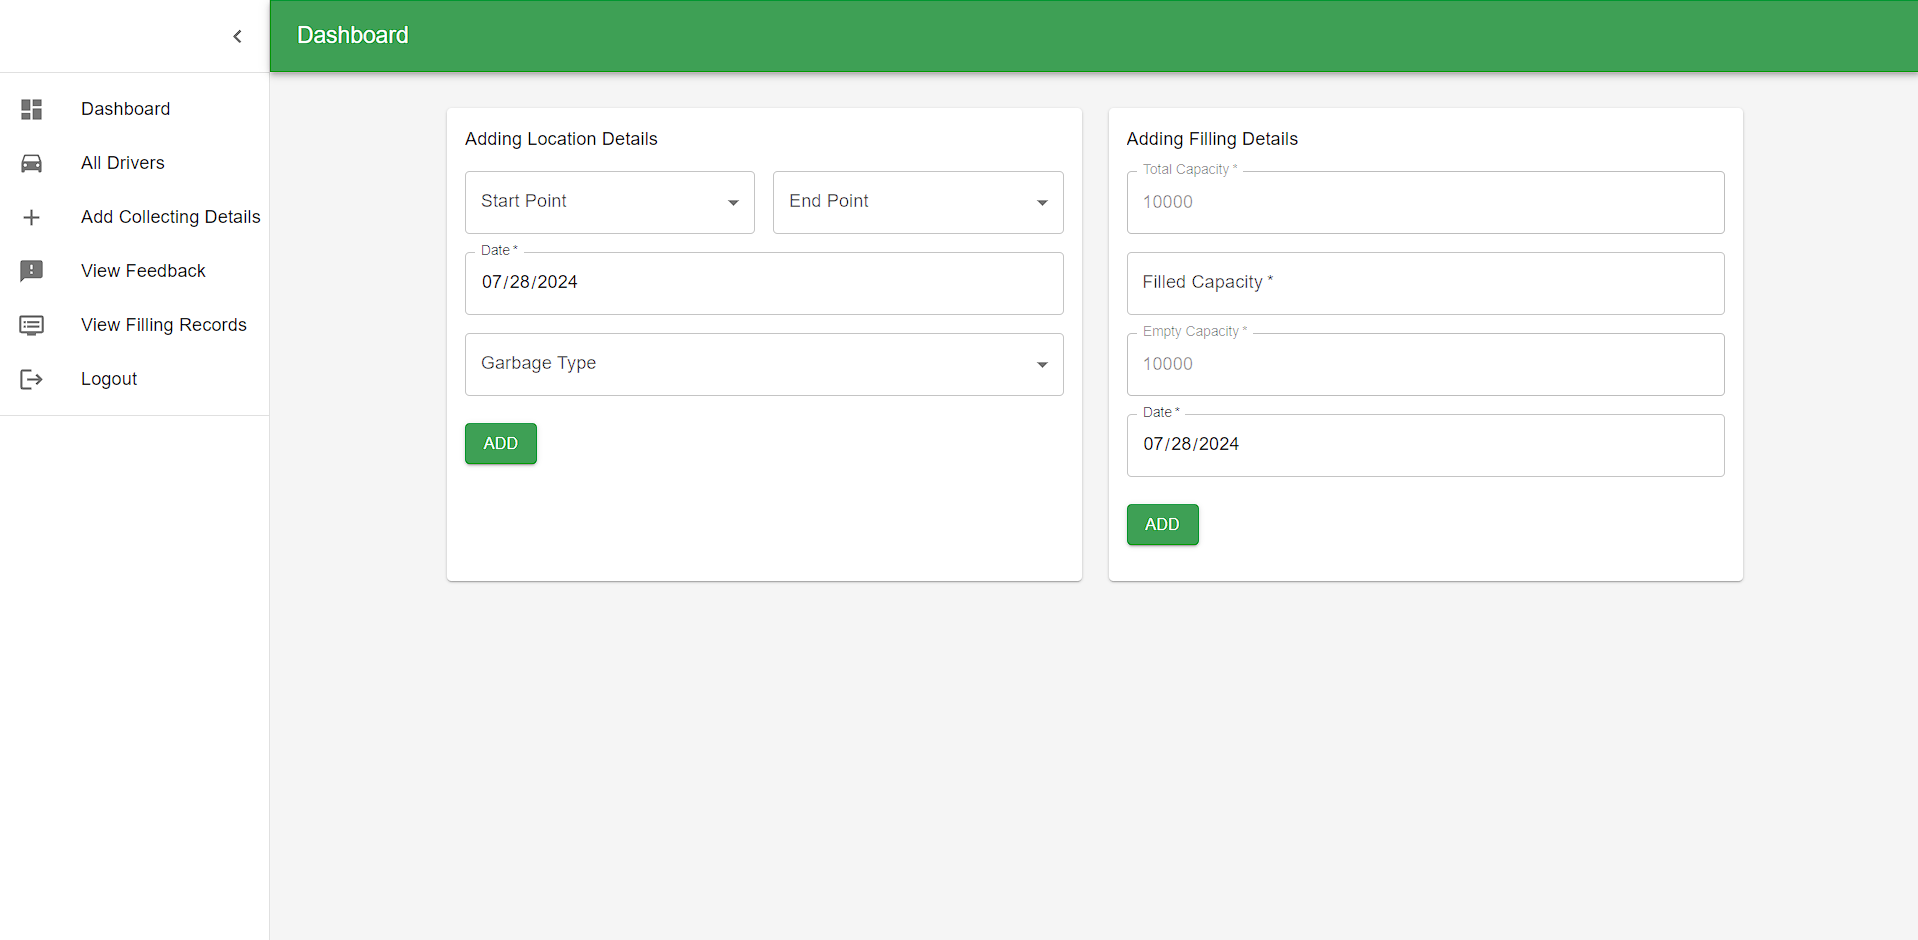 Dashboard
Dashboard
All Drivers
Add Collecting Details
View Feedback
View Filling Records
Logout
Adding Location Details
Start Point
End Point
Date *
07/28/2024
Garbage Type
ADD
Adding Filling Details
Total Capacity *
10000
Filled Capacity *
Empty Capacity *
10000
Date *
07/28/2024
ADD